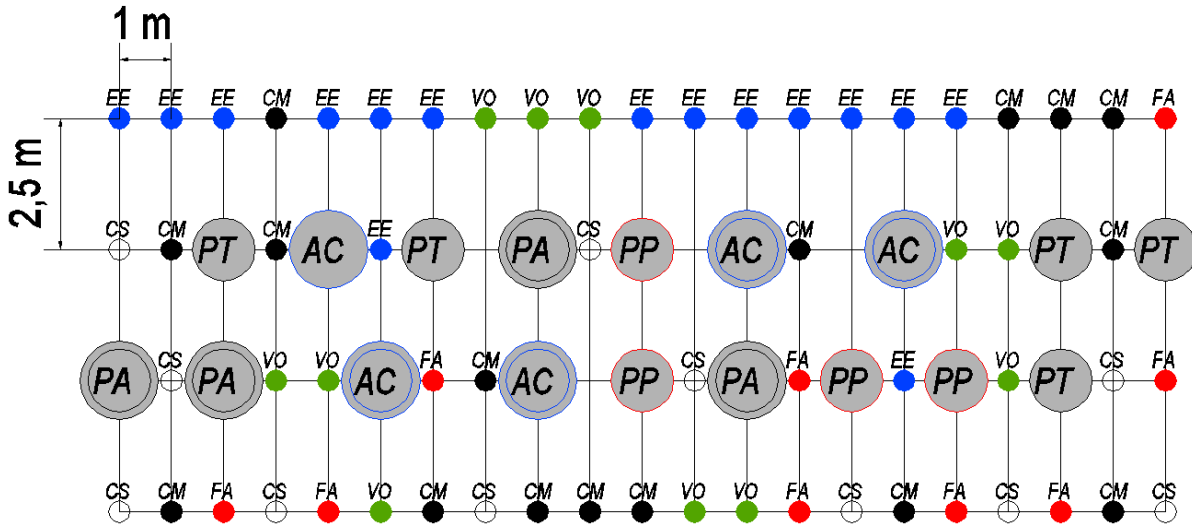 1 m
EE EE EE CM EE EE EE VO VO VO EE EE EE EE EE EE EE CM CM CM FA
2,5 m
CS CM PT CM AC EE PT PA CS PP AC CM AC VO VO PT CM PT
PA CS PA VO VO AC FA CM AC PP CS PA FA PP EE PP VO PT CS FA
CS CM FA CS FA VO CM CS CM CM CM VO VO FA CS CM FA CS FA CM CS